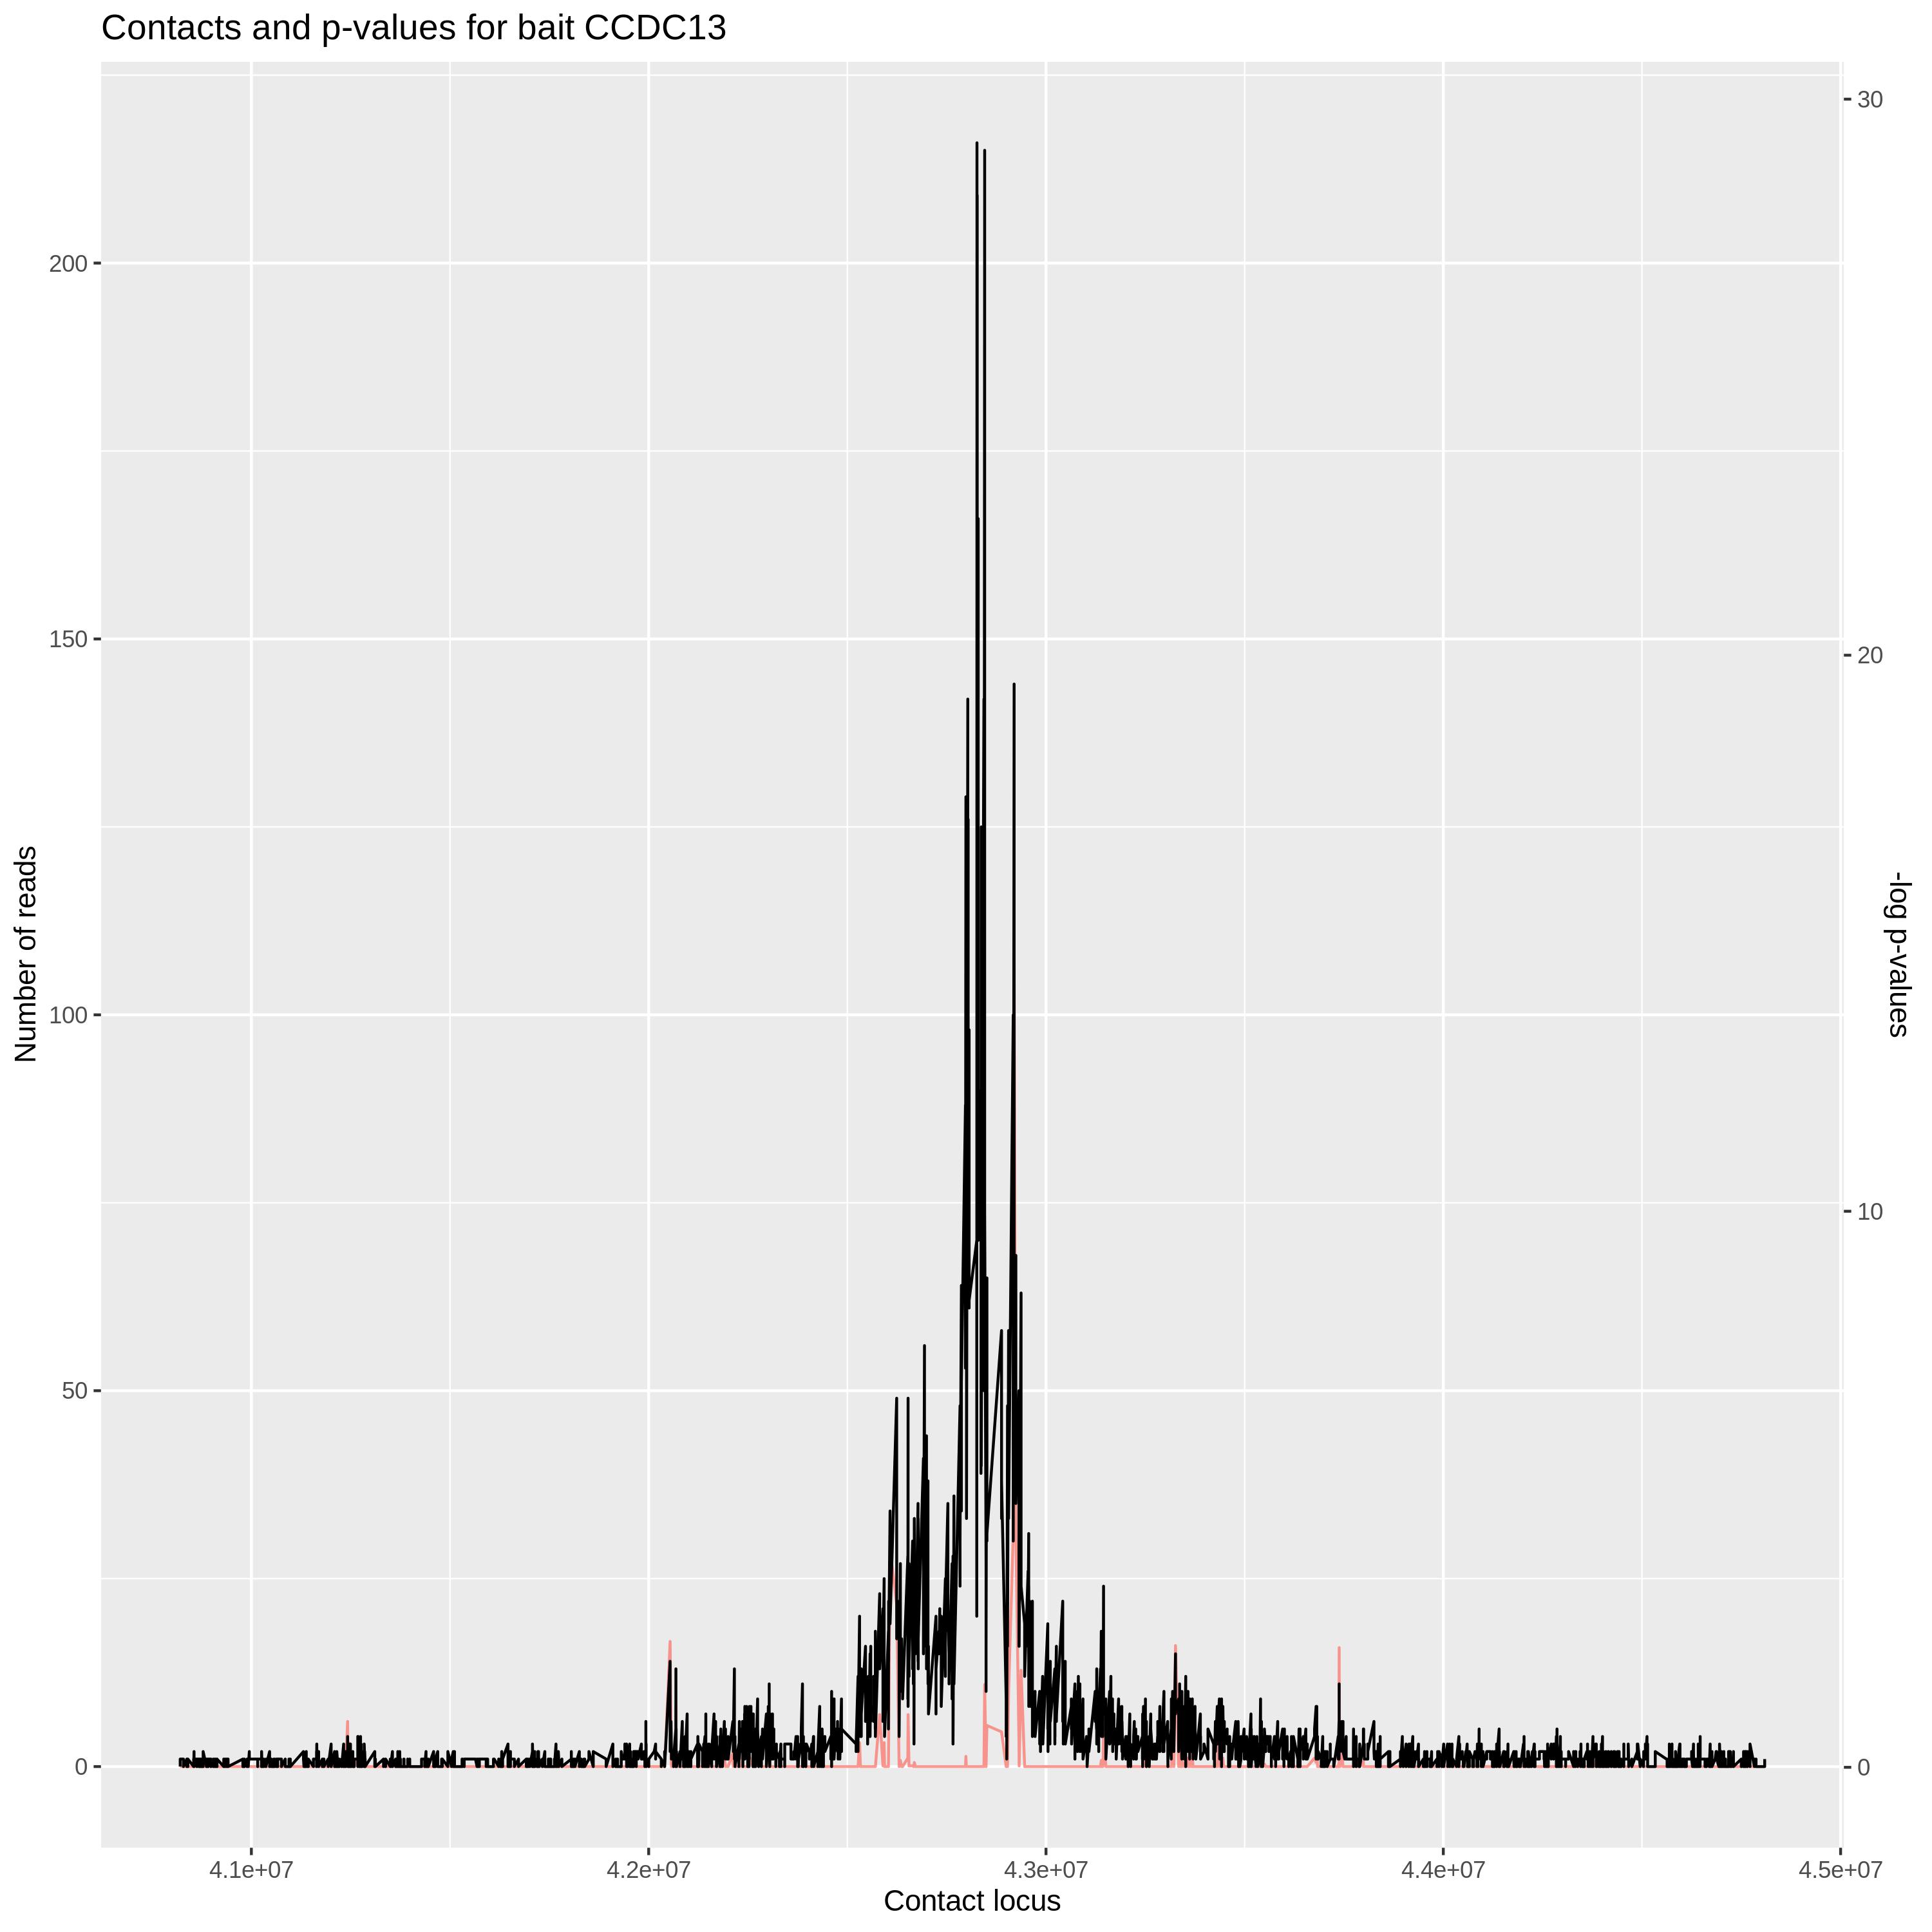 Contacts and p-values for bait CCDC13
Number of reads
200
150
100
50
0
30
20
10
0
-log p-values
4.1e+07 4.2e+07 4.3e+07 4.4e+07 4.5e+07
Contact locus